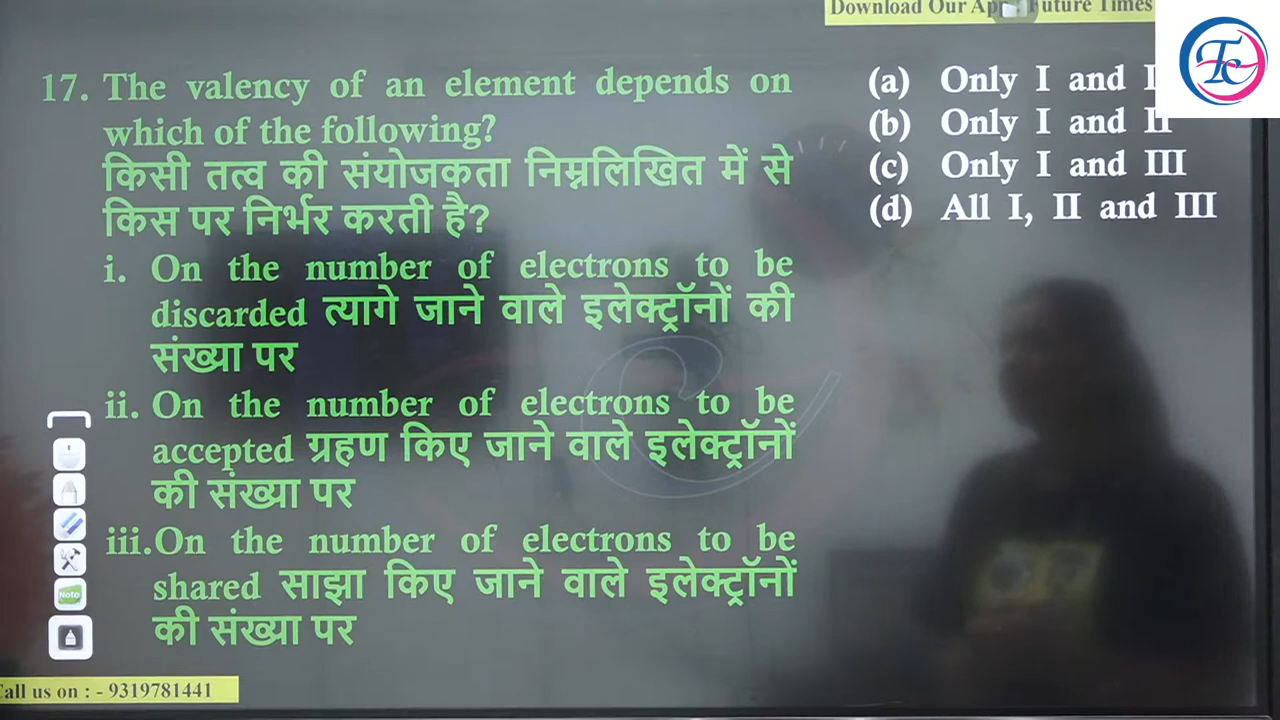 Download Our App Future Times
17. The valency of an element depends on
which of the following?
किसी तत्व की संयोजकता निम्नलिखित में से
किस पर निर्भर करती है?
i. On the number of electrons to be
discarded त्यागे जाने वाले इलेक्ट्रॉनों की
संख्या पर
ii. On the number of electrons to be
accepted ग्रहण किए जाने वाले इलेक्ट्रॉनों
की संख्या पर
iii.On the number of electrons to be
shared साझा किए जाने वाले इलेक्ट्रॉनों
की संख्या पर
(a) Only I and
(b) Only I and II
(c) Only I and III
(d) All I, II and III
Note
Call us on : - 9319781441